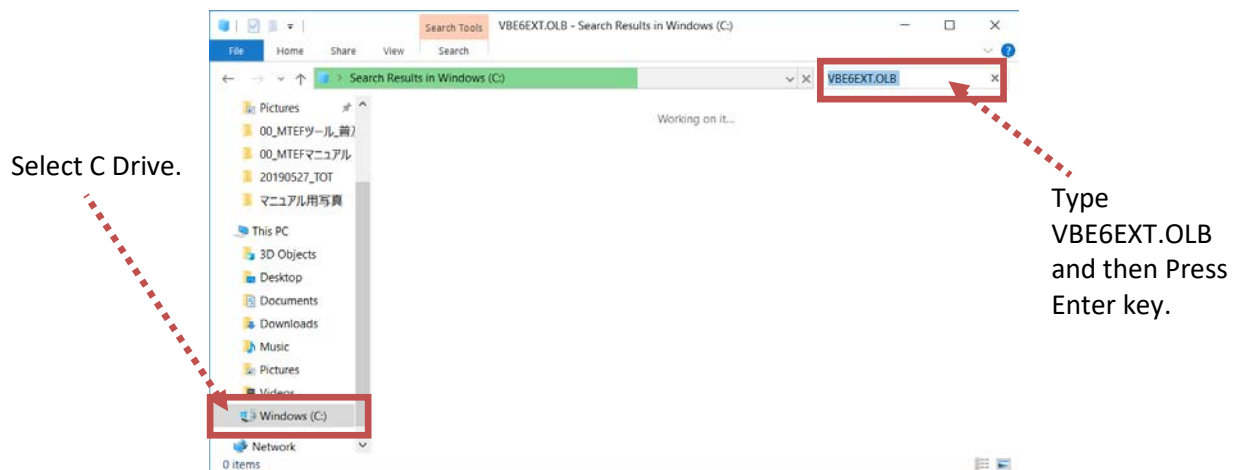 Search Tools
VBE6EXT.OLB - Search Results in Windows (C:)
File
Home
Share
View
Search
Search Results in Windows (C:)
VBE6EXT.OLB
Pictures
Working on it...
00_MTEFツール_前
00_MTEFマニュアル
20190527_TOT
マニュアル用写真
This PC
3D Objects
Desktop
Documents
Downloads
Music
Pictures
Videos
Windows (C:)
Network
0 items
Select C Drive.
Type
VBE6EXT.OLB
and then Press
Enter key.